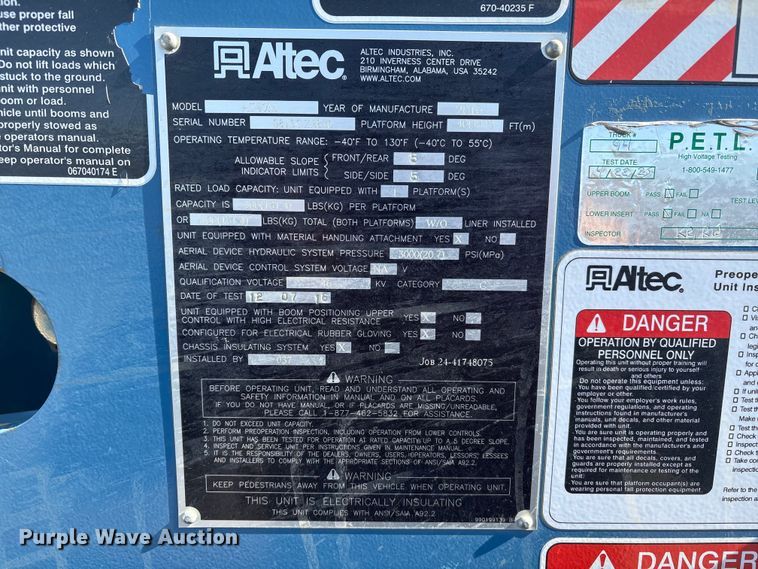 ion.
ure proper fall
ther protective
nit capacity as shown
Do not lift loads which
stuck to the ground.
ain with personnel
oom or load.
hicle until booms and
properly stowed as
operators manual.
tor's Manual for complete
eep operator's manual on
067040174 E
670-40235 F
Altec
ALTEC INDUSTRIES, INC.
210 INVERNESS CENTER DRIVE
BIRMINGHAM, ALABAMA, USA 35242
WWW.ALTEC.COM
MODEL YEAR OF MANUFACTURE
SERIAL NUMBER PLATFORM HEIGHT FT(m)
OPERATING TEMPERATURE RANGE: -40°F TO 130°F (-40°C TO 55°C)
ALLOWABLE SLOPE INDICATOR LIMITS
FRONT/REAR 5 DEG
SIDE/SIDE 5 DEG
RATED LOAD CAPACITY: UNIT EQUIPPED WITH 1 PLATFORM(S)
CAPACITY IS LBS(KG) PER PLATFORM
OR LBS(KG) TOTAL (BOTH PLATFORMS) W/O LINER INSTALLED
UNIT EQUIPPED WITH MATERIAL HANDLING ATTACHMENT YES X NO
AERIAL DEVICE HYDRAULIC SYSTEM PRESSURE PSI(MPa)
AERIAL DEVICE CONTROL SYSTEM VOLTAGE NA V
QUALIFICATION VOLTAGE 46 KV CATEGORY C
DATE OF TEST 12 07 16
UNIT EQUIPPED WITH BOOM POSITIONING UPPER
CONTROL WITH HIGH ELECTRICAL RESISTANCE YES X NO
CONFIGURED FOR ELECTRICAL RUBBER GLOVING YES X NO
CHASSIS INSULATING SYSTEM YES X NO
INSTALLED BY Job 24-41748075
WARNING
BEFORE OPERATING UNIT, READ AND UNDERSTAND ALL OPERATING AND
SAFETY INFORMATION IN MANUAL AND ON ALL PLACARDS.
IF YOU DO NOT HAVE MANUAL, OR IF PLACARDS ARE MISSING/UNREADABLE,
PLEASE CALL 1-877-462-5832 FOR ASSISTANCE.
1. DO NOT EXCEED UNIT CAPACITY.
2. PERFORM PREOPERATION INSPECTION, INCLUDING OPERATION FROM LOWER CONTROLS.
3. THIS UNIT HAS BEEN TESTED FOR OPERATION AT RATED CAPACITY UP TO A 5 DEGREE SLOPE.
4. INSPECT AND SERVICE UNIT PER INSTRUCTIONS GIVEN IN MAINTENANCE MANUAL.
5. IT IS THE RESPONSIBILITY OF THE DEALERS, OWNERS, USERS, OPERATORS, LESSORS, LESSEES
AND INSTALLERS TO COMPLY WITH THE APPROPRIATE SECTIONS OF ANSI/SAIA A92.2.
WARNING
KEEP PEDESTRIANS AWAY FROM THIS VEHICLE WHEN OPERATING UNIT.
THIS UNIT IS ELECTRICALLY INSULATING
THIS UNIT COMPLIES WITH ANSI/SAIA A92.2
TRUCK #
TEST DATE
P.E.T.L.
High Voltage Testing
1-800-549-1477
UPPER BOOM PASS FAIL TEST LEV
LOWER INSERT PASS FAIL NA
INSPECTOR
Altec
Preope
Unit Ins
DANGER
OPERATION BY QUALIFIED
PERSONNEL ONLY
Operating this unit without proper training will
result in death or serious injury to yourself
and others
Do not operate this equipment unless:
-You have been qualified and certified by your
employer or other.
-You follow your employer's work rules,
government regulations, and operating
instructions found in manufacturer's
manual, unit decals, and other material
provided.
-You are sure unit is operating properly and
has been inspected, maintained, and tested
in accordance with the manufacturer's and
government requirements.
-You are sure that all decals, covers, and
guards are properly installed except as
required for maintenance or testing of the
unit.
-You are sure platform occupant(s) are
wearing personal fall protection equipment.
Refer to the
inspection and
DANGER
Purple Wave Auction